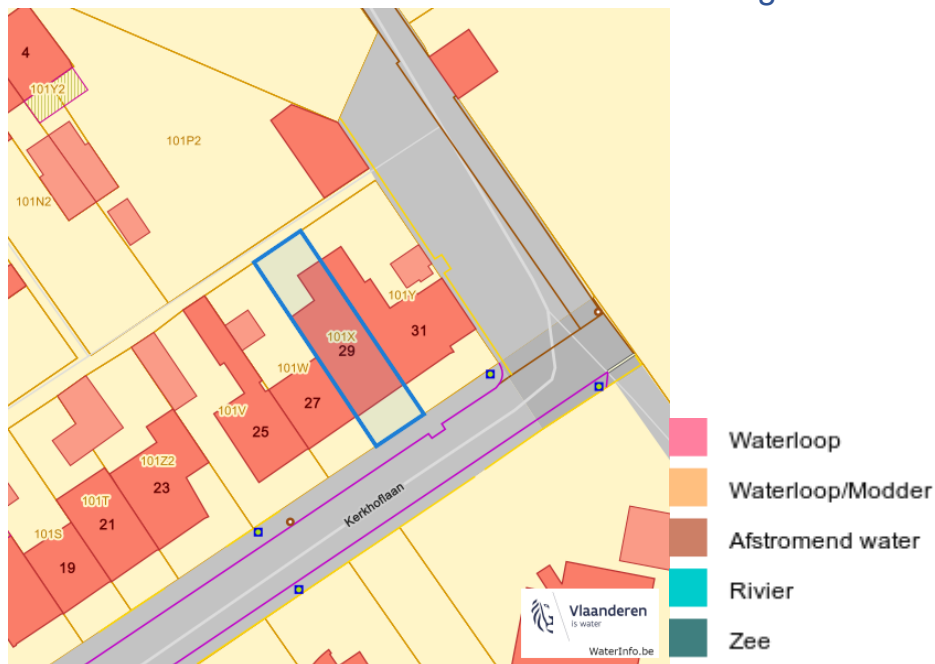 g
4
101Y2
101P2
101N2
101Y
101X
29
31
101W
27
101V
25
101Z2
23
101T
21
101S
19
Kerkhoflaan
Vlaanderen
is water
WaterInfo.be
Waterloop
Waterloop/Modder
Afstromend water
Rivier
Zee